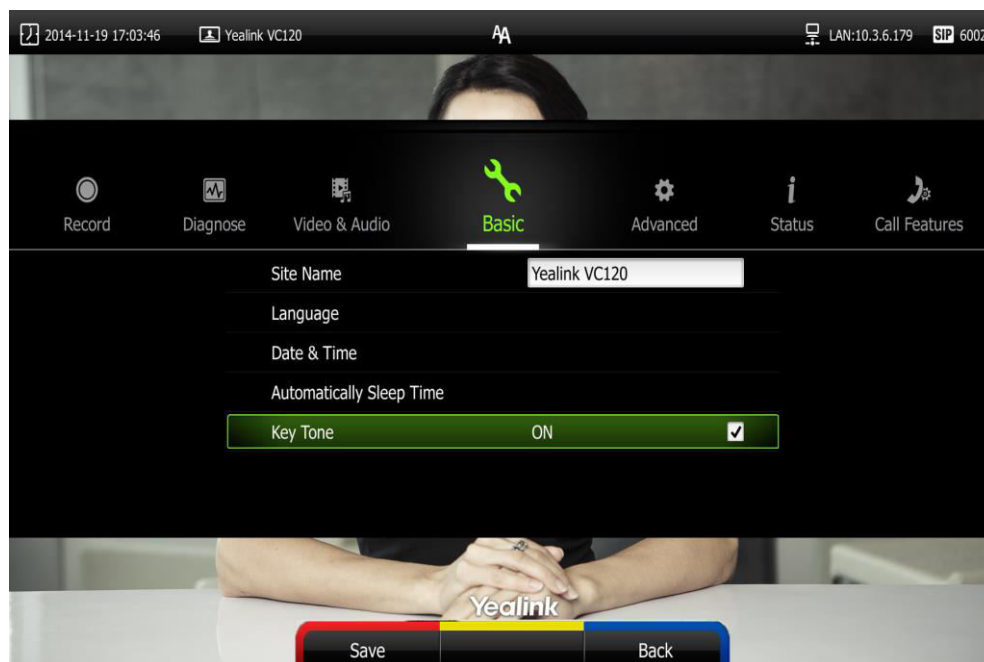 2014-11-19 17:03:46 Yealink VC120 AA LAN:10.3.6.179 SIP 6002
Record Diagnose Video & Audio Basic Advanced Status Call Features
Site Name Yealink VC120
Language
Date & Time
Automatically Sleep Time
Key Tone ON
Yealink
Save Back